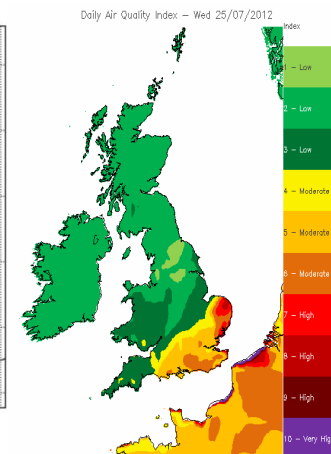 Daily Air Quality Index - Wed 25/07/2012
Index
1 - Low
2 - Low
3 - Low
4 - Moderate
5 - Moderate
6 - Moderate
7 - High
8 - High
9 - High
10 - Very Hig